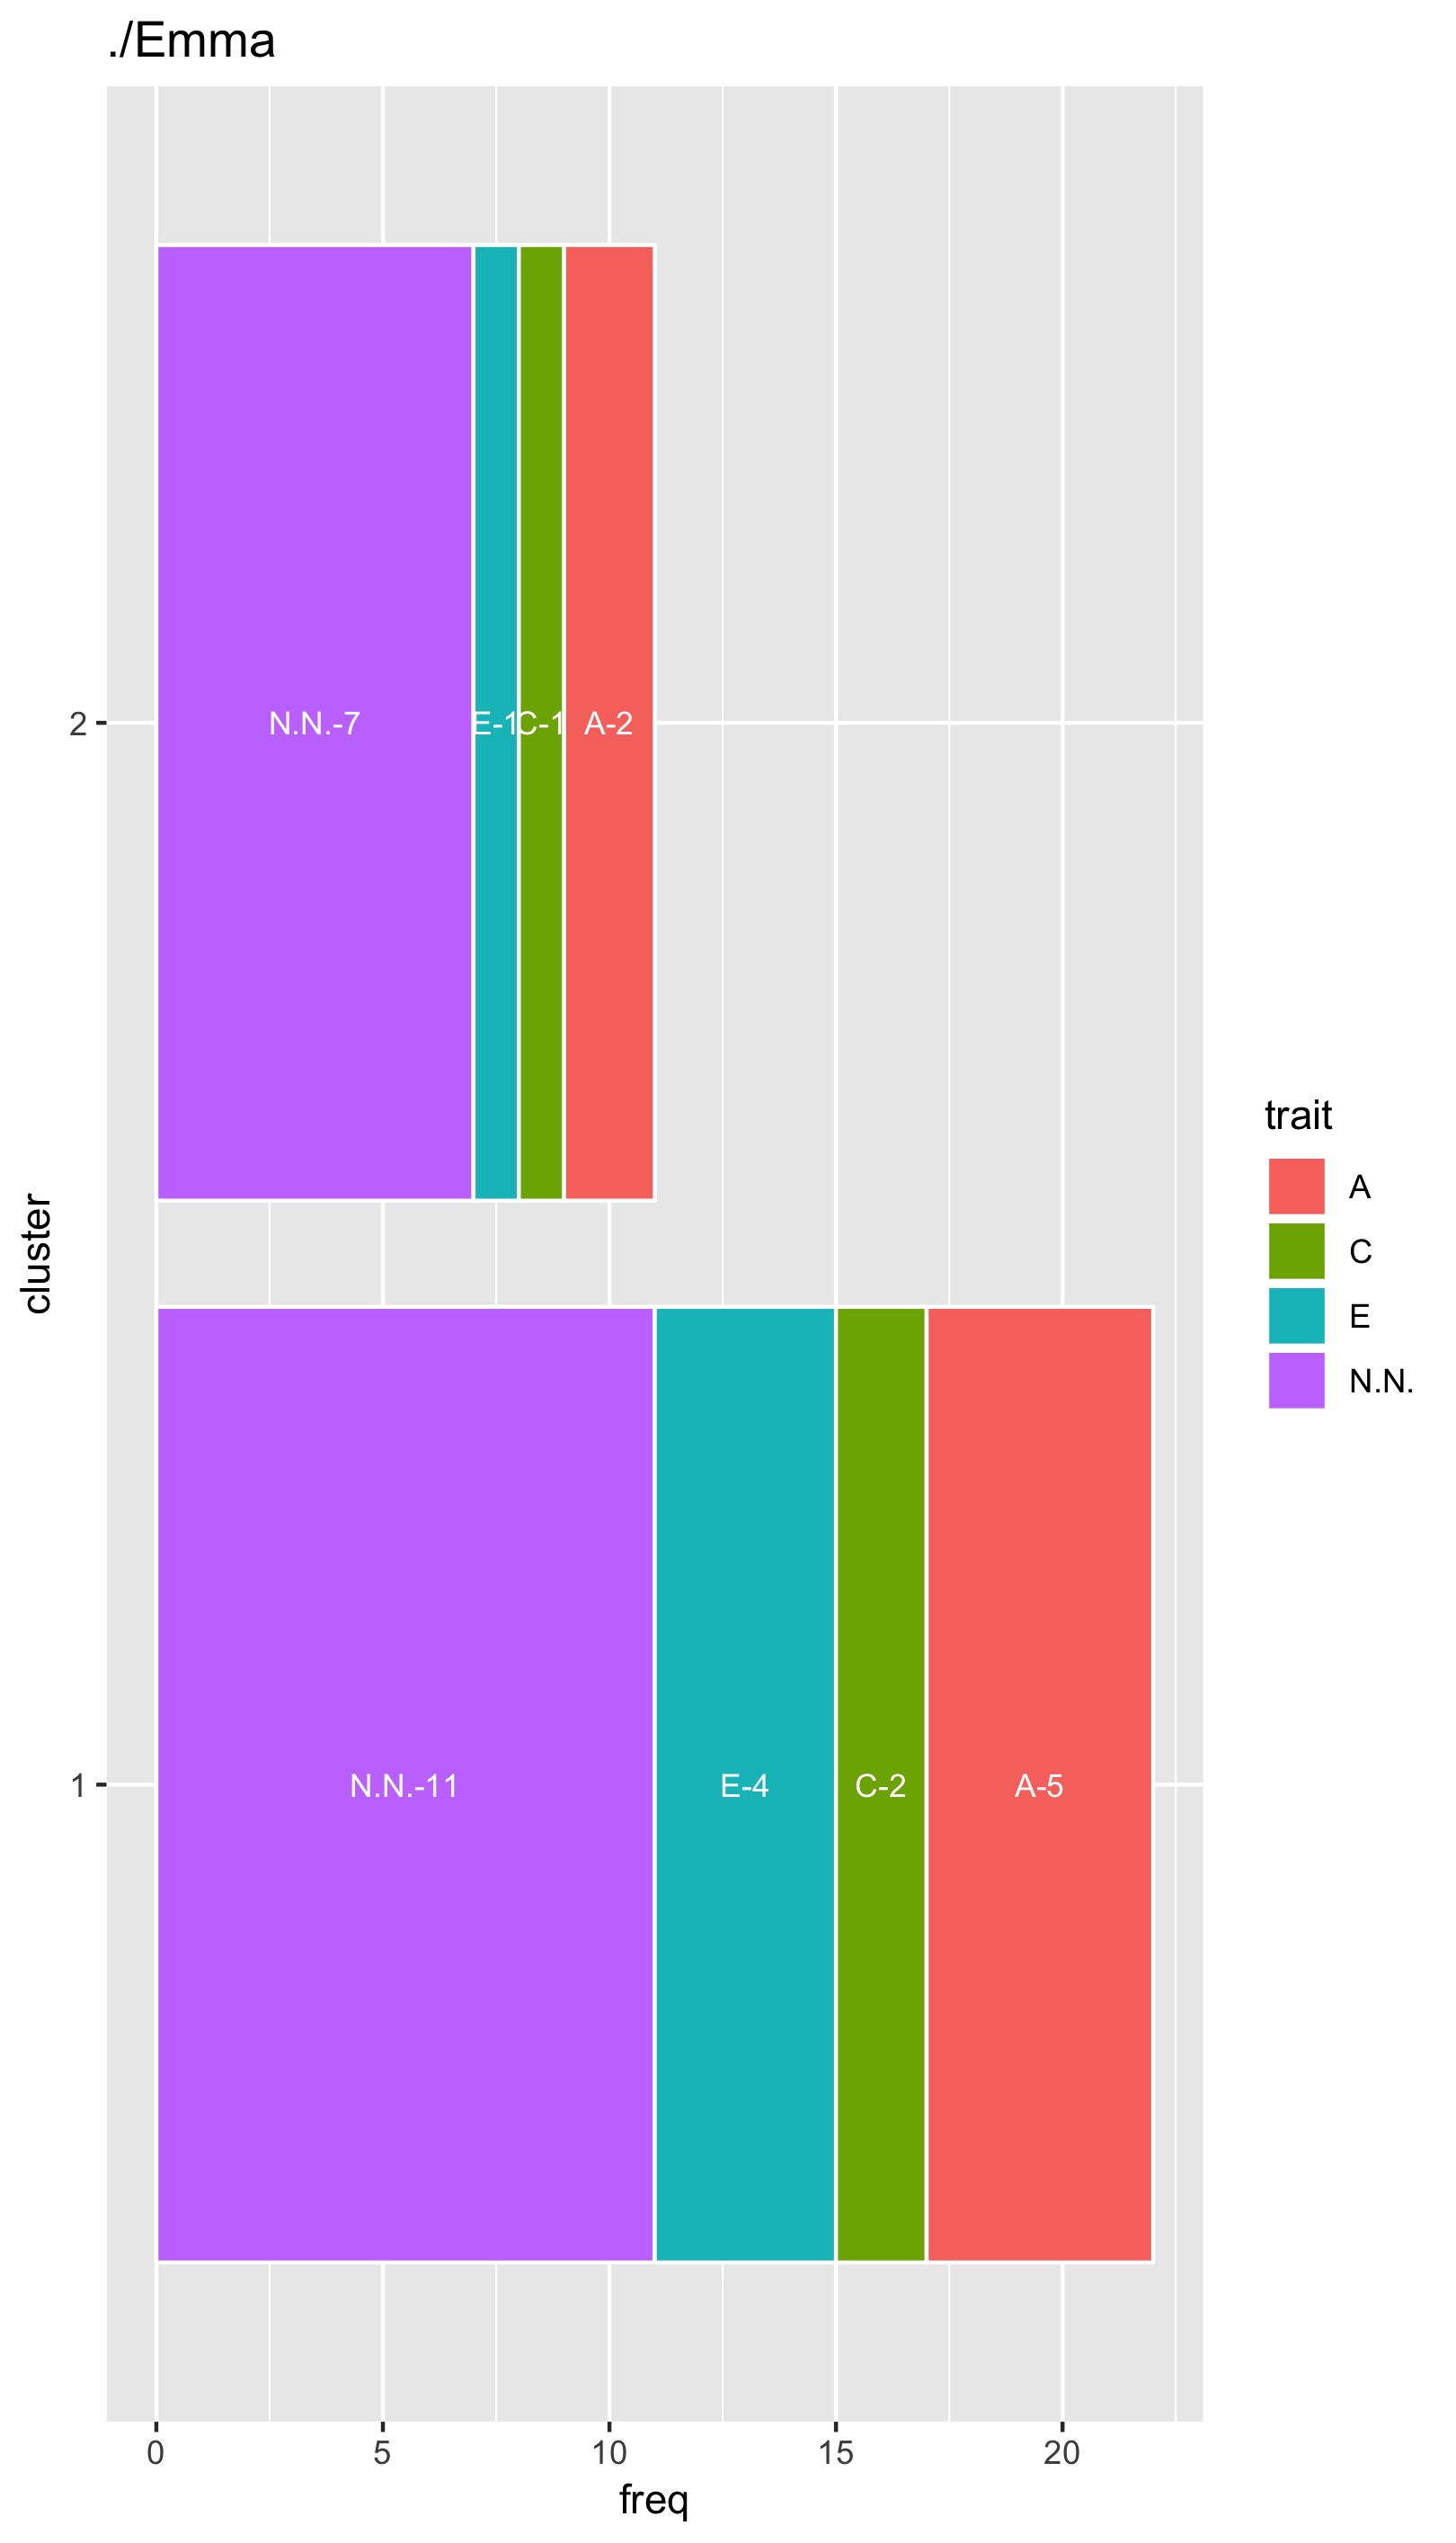 ./Emma
2
N.N.-7 E-1 C-1 A-2
cluster
trait
A
C
E
N.N.
1
N.N.-11 E-4 C-2 A-5
0 5 10 15 20
freq